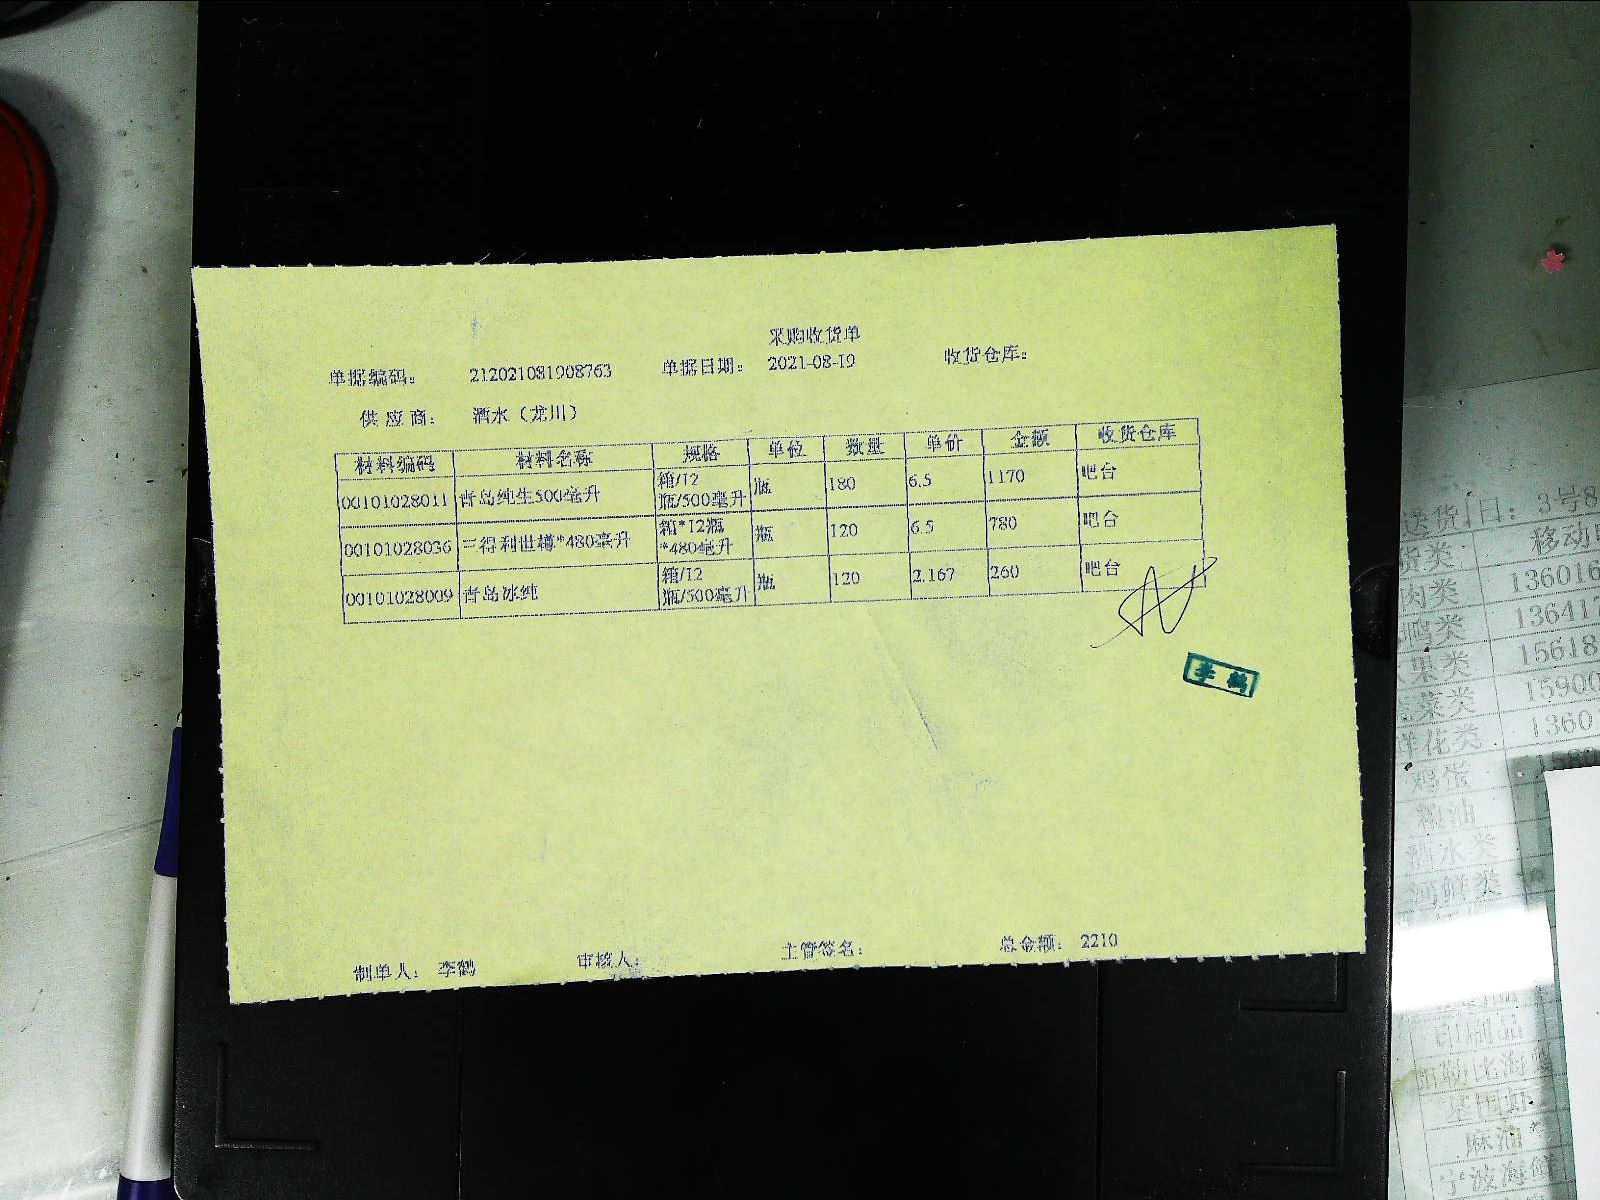 采购收货单
单据编码： 212021081908763 单据日期： 2021-08-19 收货仓库：
供应商： 酒水（龙川）
材料编码 材料名称 规格 单位 数量 单价 金额 收货仓库
00101028011 青岛纯生500毫升 箱/12瓶/500毫升 瓶 180 6.5 1170 吧台
00101028036 三得利世樽*480毫升 箱*12瓶*480毫升 瓶 120 6.5 780 吧台
00101028009 青岛冰纯 箱/12瓶/500毫升 瓶 120 2.167 260 吧台
李鹤
制单人： 李鹤 审核人： 主管签名： 总金额： 2210
送货日：3号8
货类 移动
肉类 136016
鸭类 13641
果类 15618
菜类 15900
鲜花类 1360
鸡蛋
粮油
酒水类
河鲜类
印刷品
麻油
宁波海鲜